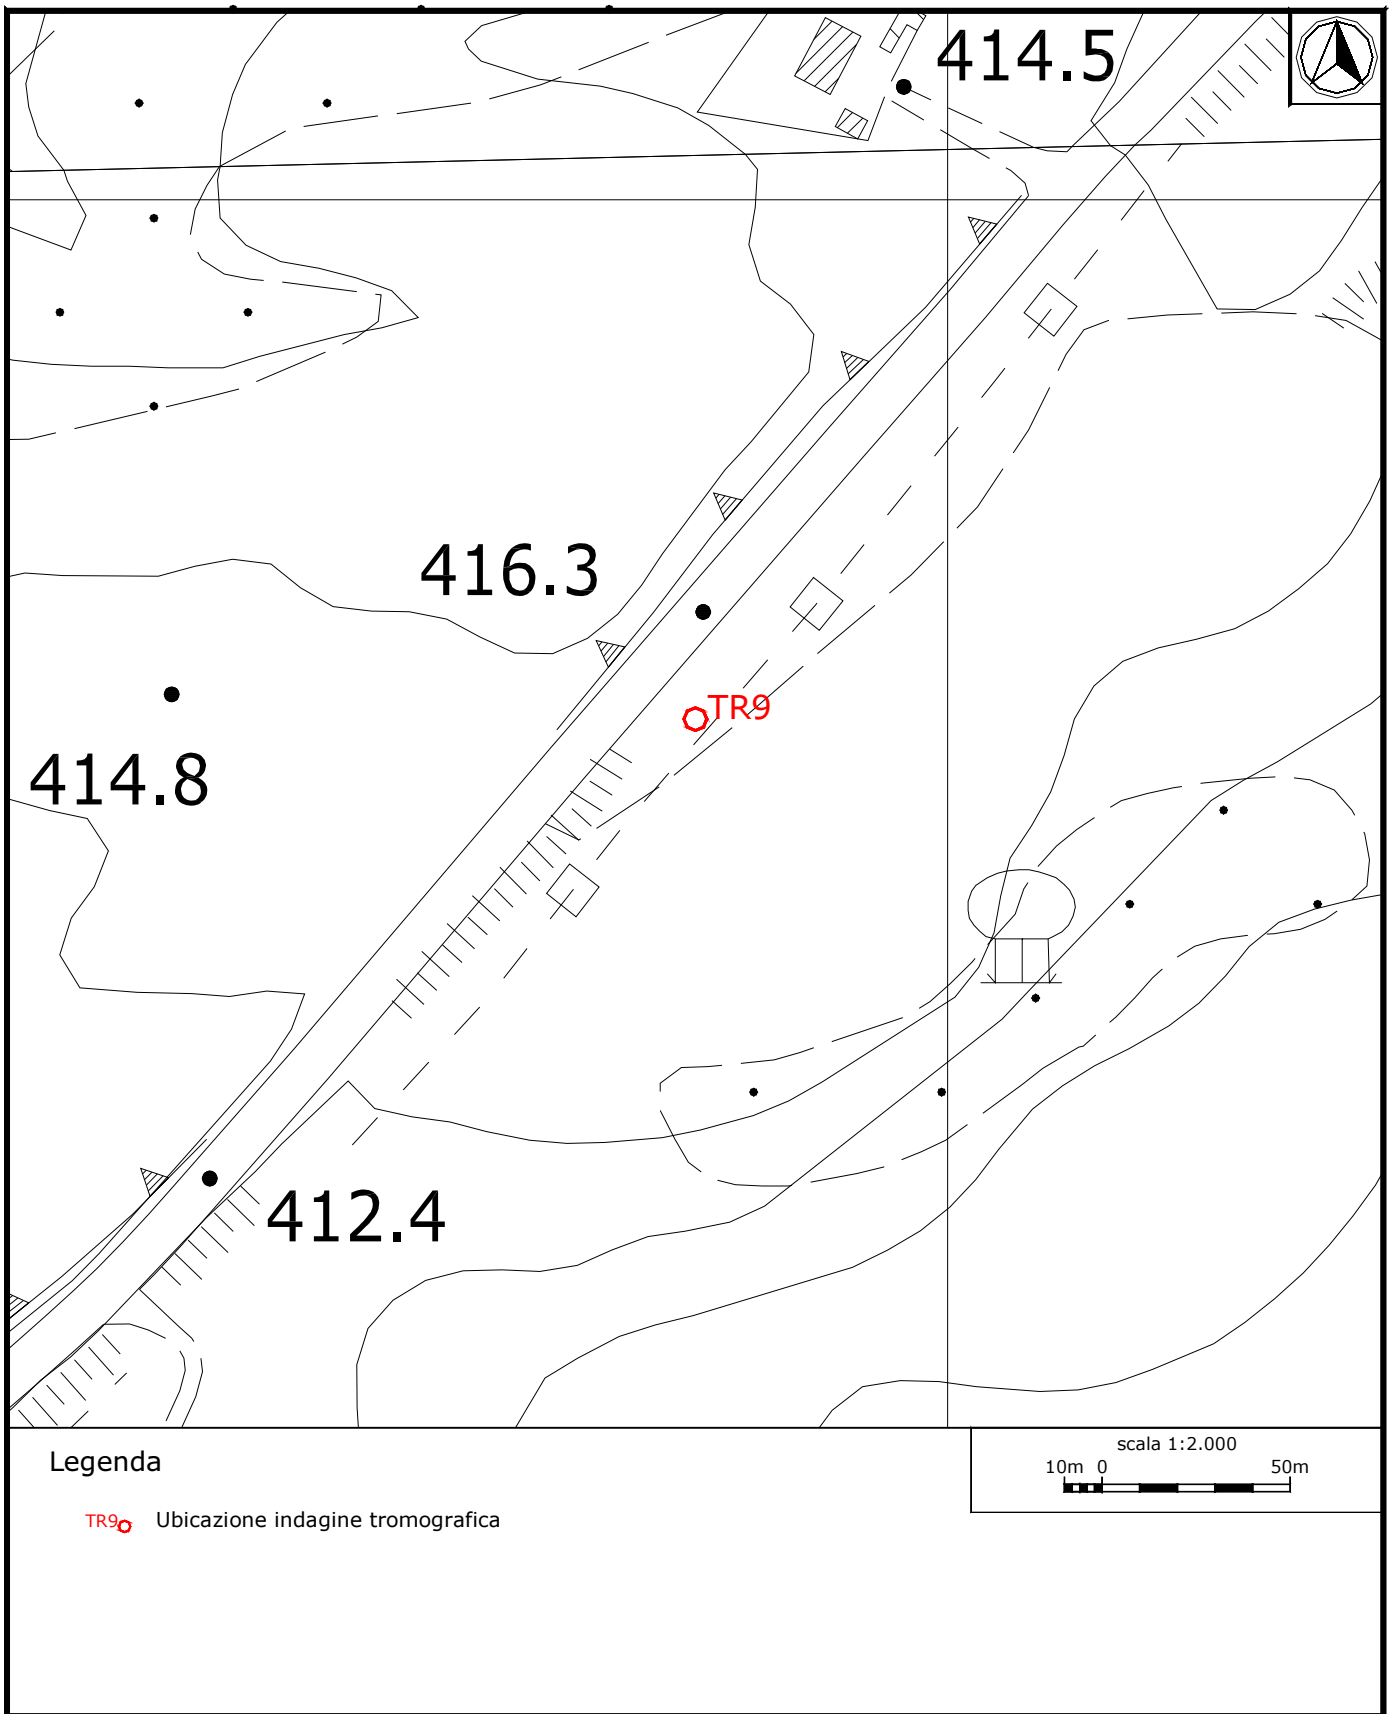 414.5
416.3
TR9
414.8
412.4
Legenda
TR9 Ubicazione indagine tromografica
scala 1:2.000
10m 0 50m